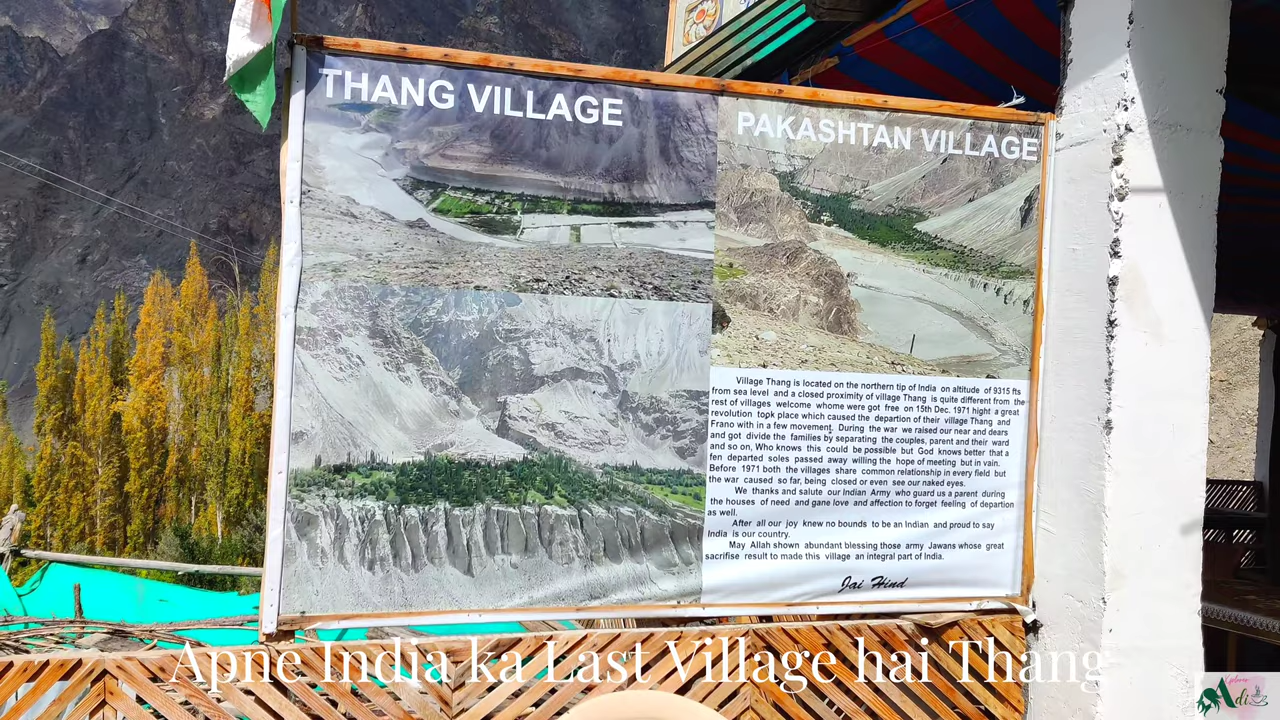 THANG VILLAGE
PAKASHTAN VILLAGE
Village Thang is located on the northern tip of India on altitude of 9315 fts
from sea level and a closed proximity of village Thang is quite different from the
rest of villages welcome whome were got free on 15th Dec. 1971 hight a great
revolution topk place which caused the departion of their village Thang and
Frano with in a few movement. During the war we raised our near and dears
and got divide the families by separating the couples, parent and their ward
and so on, Who knows this could be possible but God knows better that a
fen departed soles passed away willing the hope of meeting but in vain.
Before 1971 both the villages share common relationship in every field but
the war caused so far, being closed or even see our naked eyes.
We thanks and salute our Indian Army who guard us a parent during
the houses of need and gane love and affection to forget feeling of departion
as well.
After all our joy knew no bounds to be an Indian and proud to say
India is our country.
May Allah shown abundant blessing those army Jawans whose great
sacrifise result to made this village an integral part of India.
Jai Hind
Apne India ka Last Village hai Thang